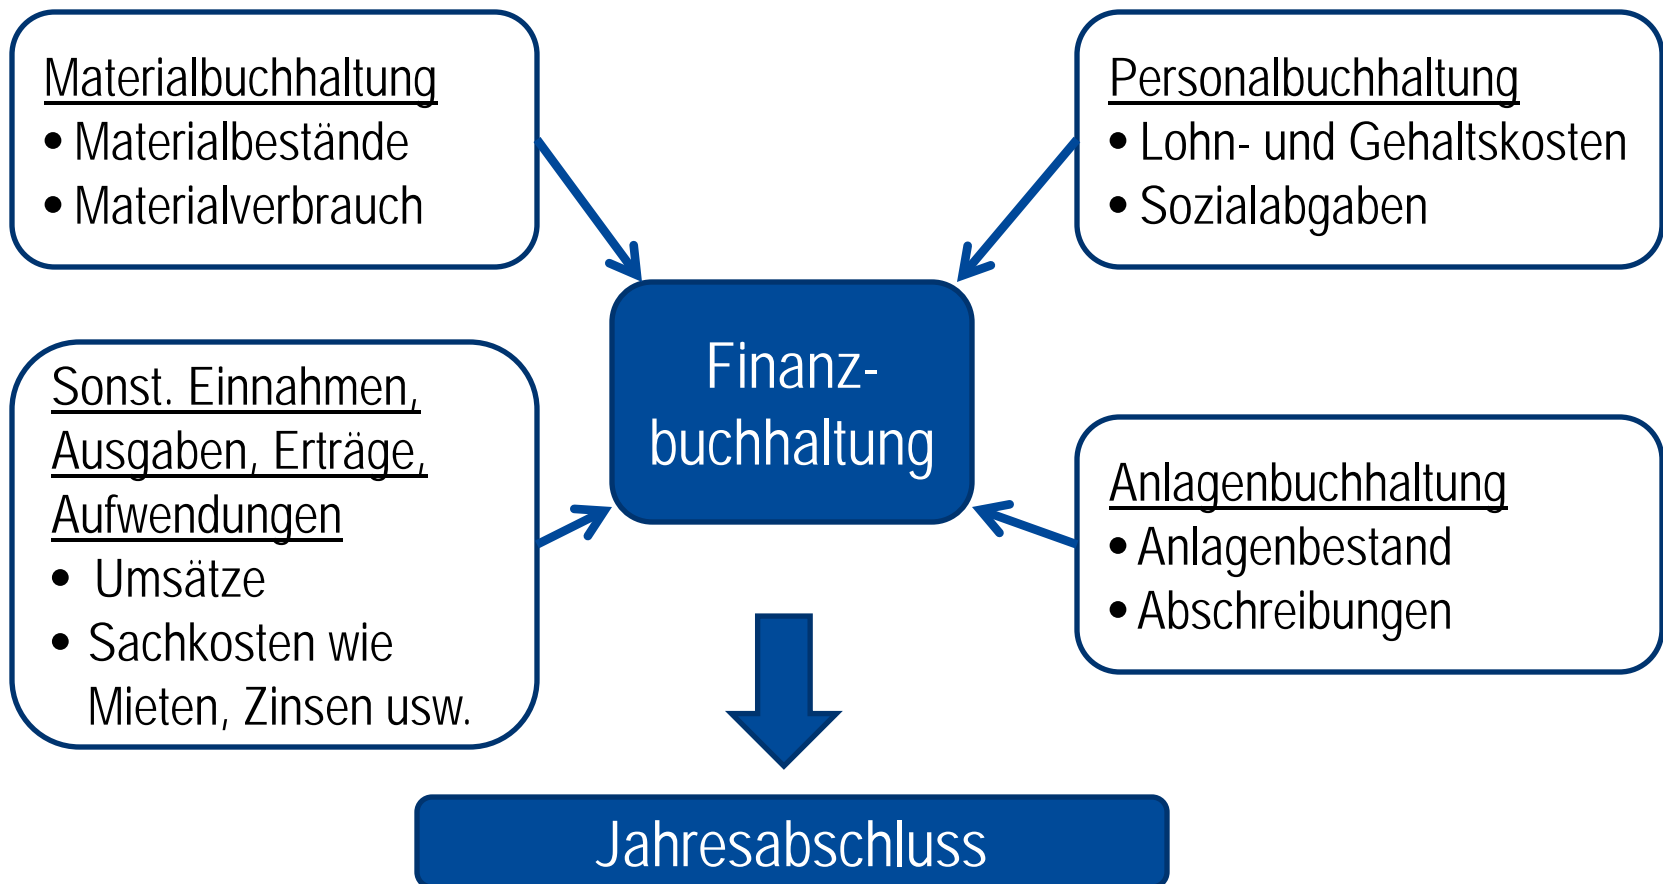 Materialbuchhaltung
• Materialbestände
• Materialverbrauch
Personalbuchhaltung
• Lohn- und Gehaltskosten
• Sozialabgaben
Sonst. Einnahmen,
Ausgaben, Erträge,
Aufwendungen
• Umsätze
• Sachkosten wie
Mieten, Zinsen usw.
Finanz-
buchhaltung
Anlagenbuchhaltung
• Anlagenbestand
• Abschreibungen
Jahresabschluss